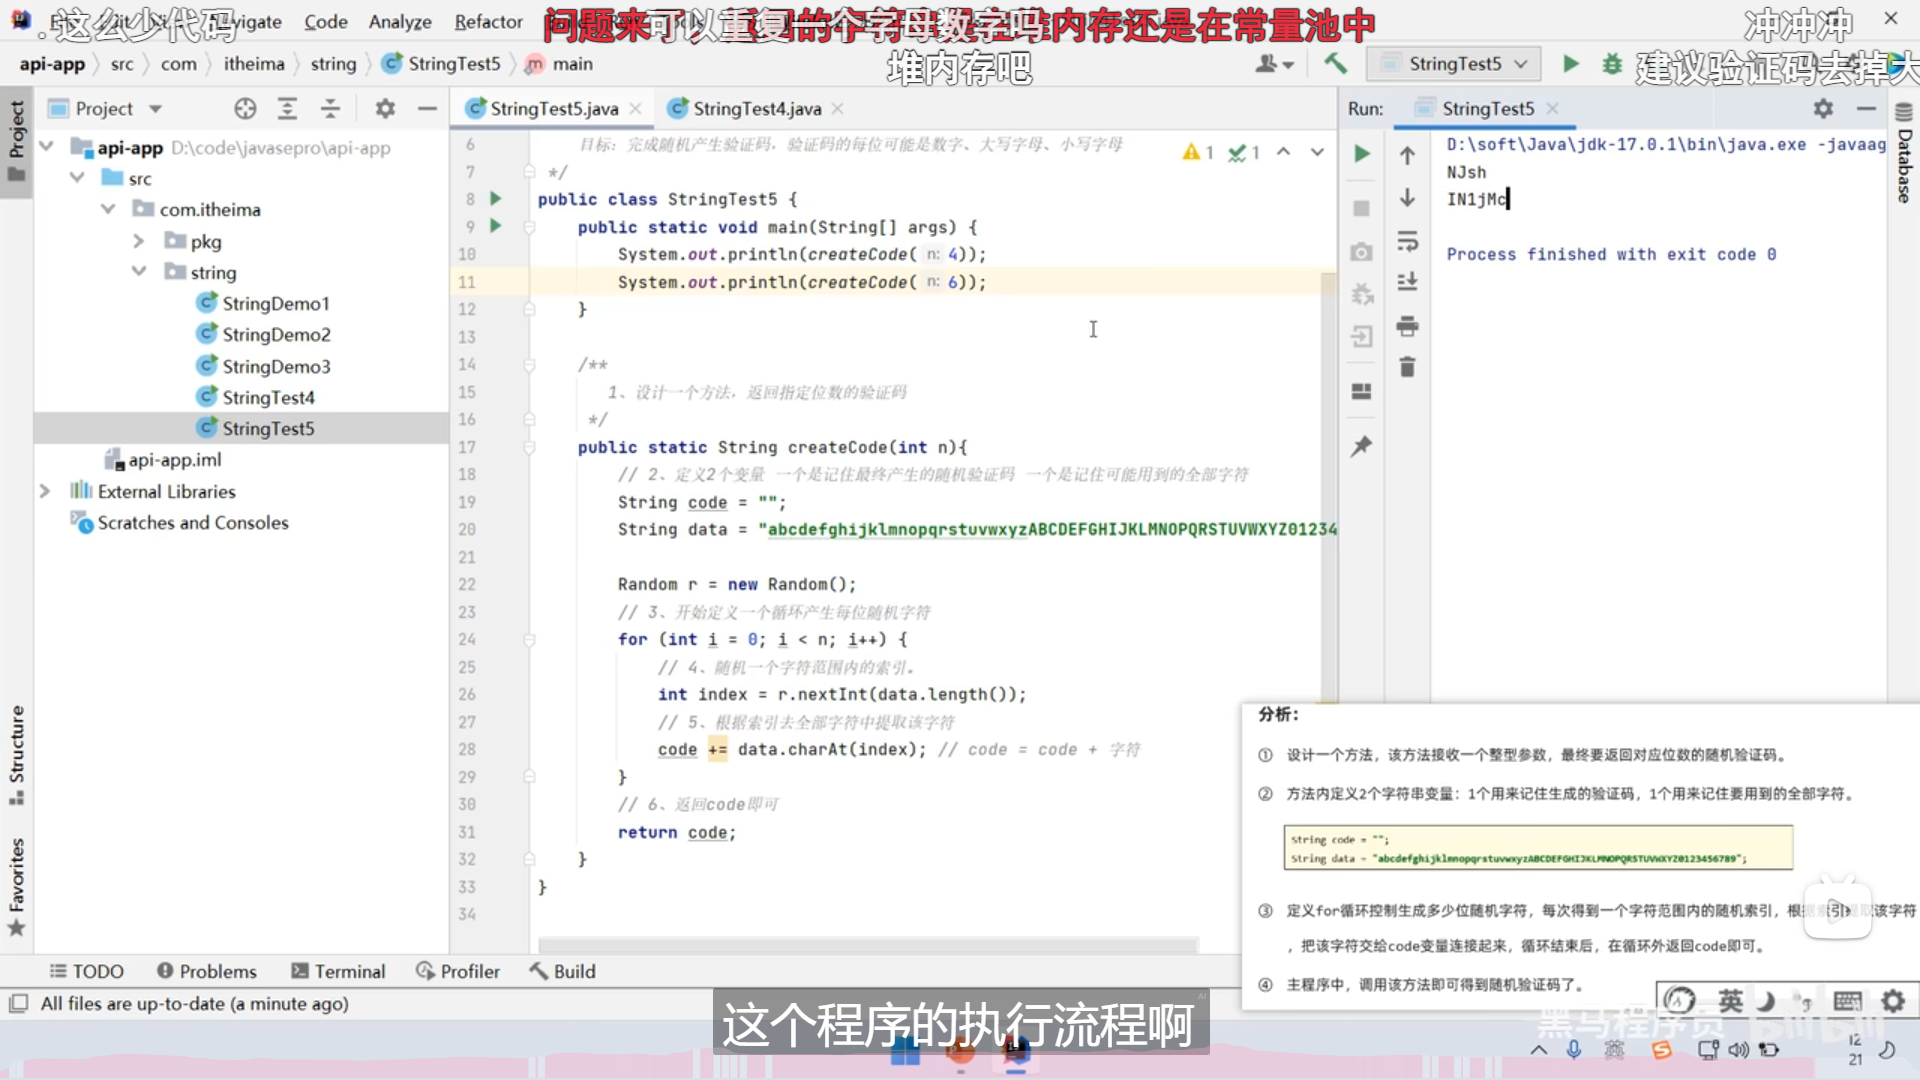 Navigate Code Analyze Refactor
. 这么少代码
冲冲冲
堆内存吧
建议验证码去掉大
api-app src com itheima string StringTest5 main
StringTest5
Project
StringTest5.java StringTest4.java
Run: StringTest5
Project
Structure
Favorites
Database
api-app D:\code\javasepro\api-app
src
com.itheima
pkg
string
StringDemo1
StringDemo2
StringDemo3
StringTest4
StringTest5
api-app.iml
External Libraries
Scratches and Consoles
1 1
6 目标：完成随机产生验证码，验证码的每位可能是数字、大写字母、小写字母
7 */
8 public class StringTest5 {
9 public static void main(String[] args) {
10 System.out.println(createCode( n: 4));
11 System.out.println(createCode( n: 6));
12 }
13
14 /**
15 1、设计一个方法，返回指定位数的验证码
16 */
17 public static String createCode(int n){
18 // 2、定义2个变量 一个是记住最终产生的随机验证码 一个是记住可能用到的全部字符
19 String code = "";
20 String data = "abcdefghijklmnopqrstuvwxyzABCDEFGHIJKLMNOPQRSTUVWXYZ01234
21
22 Random r = new Random();
23 // 3、开始定义一个循环产生每位随机字符
24 for (int i = 0; i < n; i++) {
25 // 4、随机一个字符范围内的索引。
26 int index = r.nextInt(data.length());
27 // 5、根据索引去全部字符中提取该字符
28 code += data.charAt(index); // code = code + 字符
29 }
30 // 6、返回code即可
31 return code;
32 }
33 }
34
D:\soft\Java\jdk-17.0.1\bin\java.exe -javaag
NJsh
IN1jMc
Process finished with exit code 0
分析：
① 设计一个方法，该方法接收一个整型参数，最终要返回对应位数的随机验证码。
② 方法内定义2个字符串变量：1个用来记住生成的验证码，1个用来记住要用到的全部字符。
String code = "";
String data = "abcdefghijklmnopqrstuvwxyzABCDEFGHIJKLMNOPQRSTUVWXYZ0123456789";
③ 定义for循环控制生成多少位随机字符，每次得到一个字符范围内的随机索引，根据索引提取该字符
，把该字符交给code变量连接起来，循环结束后，在循环外返回code即可。
④ 主程序中，调用该方法即可得到随机验证码了。
TODO Problems Terminal Profiler Build
All files are up-to-date (a minute ago)
这个程序的执行流程啊
英
黑马程序员
bilibili
英
12
21